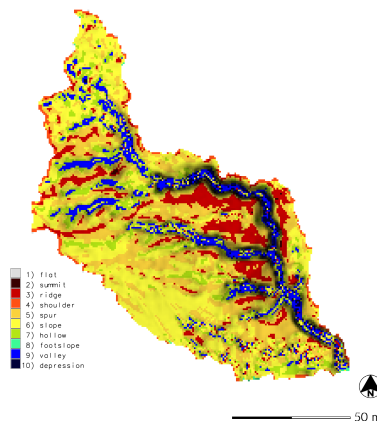 1) flat
2) summit
3) ridge
4) shoulder
5) spur
6) slope
7) hollow
8) footslope
9) valley
10) depression
N
50 m